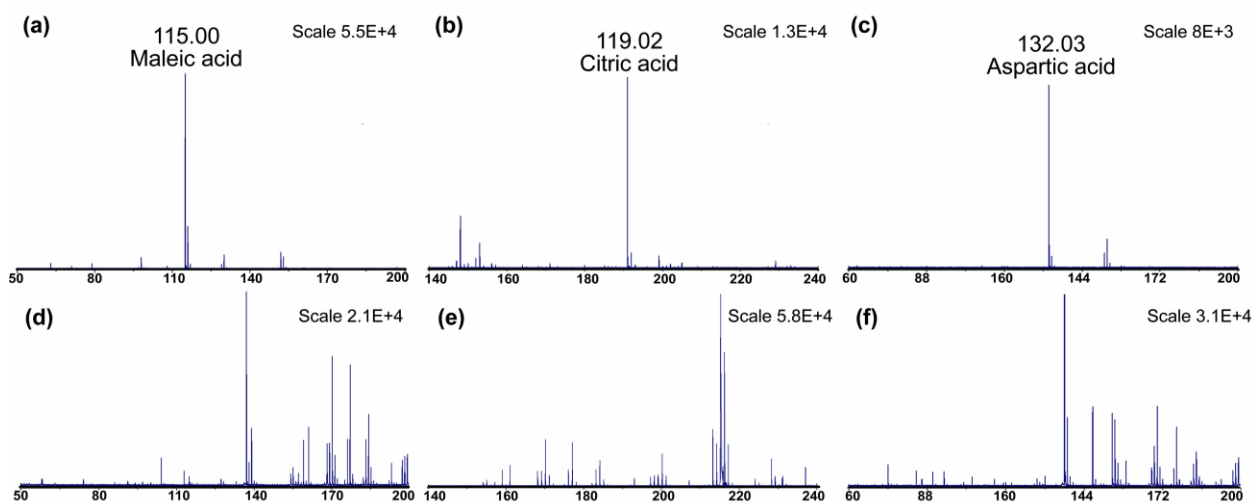 (a) 115.00 Scale 5.5E+4
Maleic acid
50 80 110 140 170 200
(b) 119.02 Scale 1.3E+4
Citric acid
140 160 180 200 220 240
(c) 132.03 Scale 8E+3
Aspartic acid
60 88 160 144 172 200
(d) Scale 2.1E+4
50 80 110 140 170 200
(e) Scale 5.8E+4
140 160 181 201 220 240
(f) Scale 3.1E+4
60 88 160 144 172 200